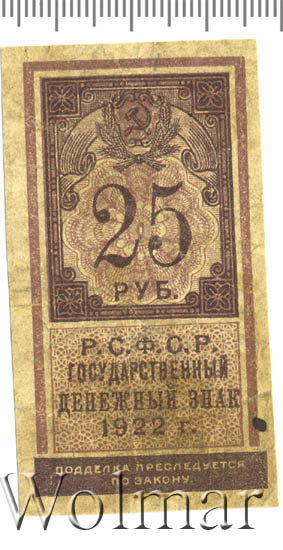 25
РУБ.
Р.С.Ф.С.Р.
ГОСУДАРСТВЕННЫЙ
ДЕНЕЖНЫЙ ЗНАК
1922 г.
ПОДДЕЛКА ПРЕСЛЕДУЕТСЯ
ПО ЗАКОНУ.
Wolmar